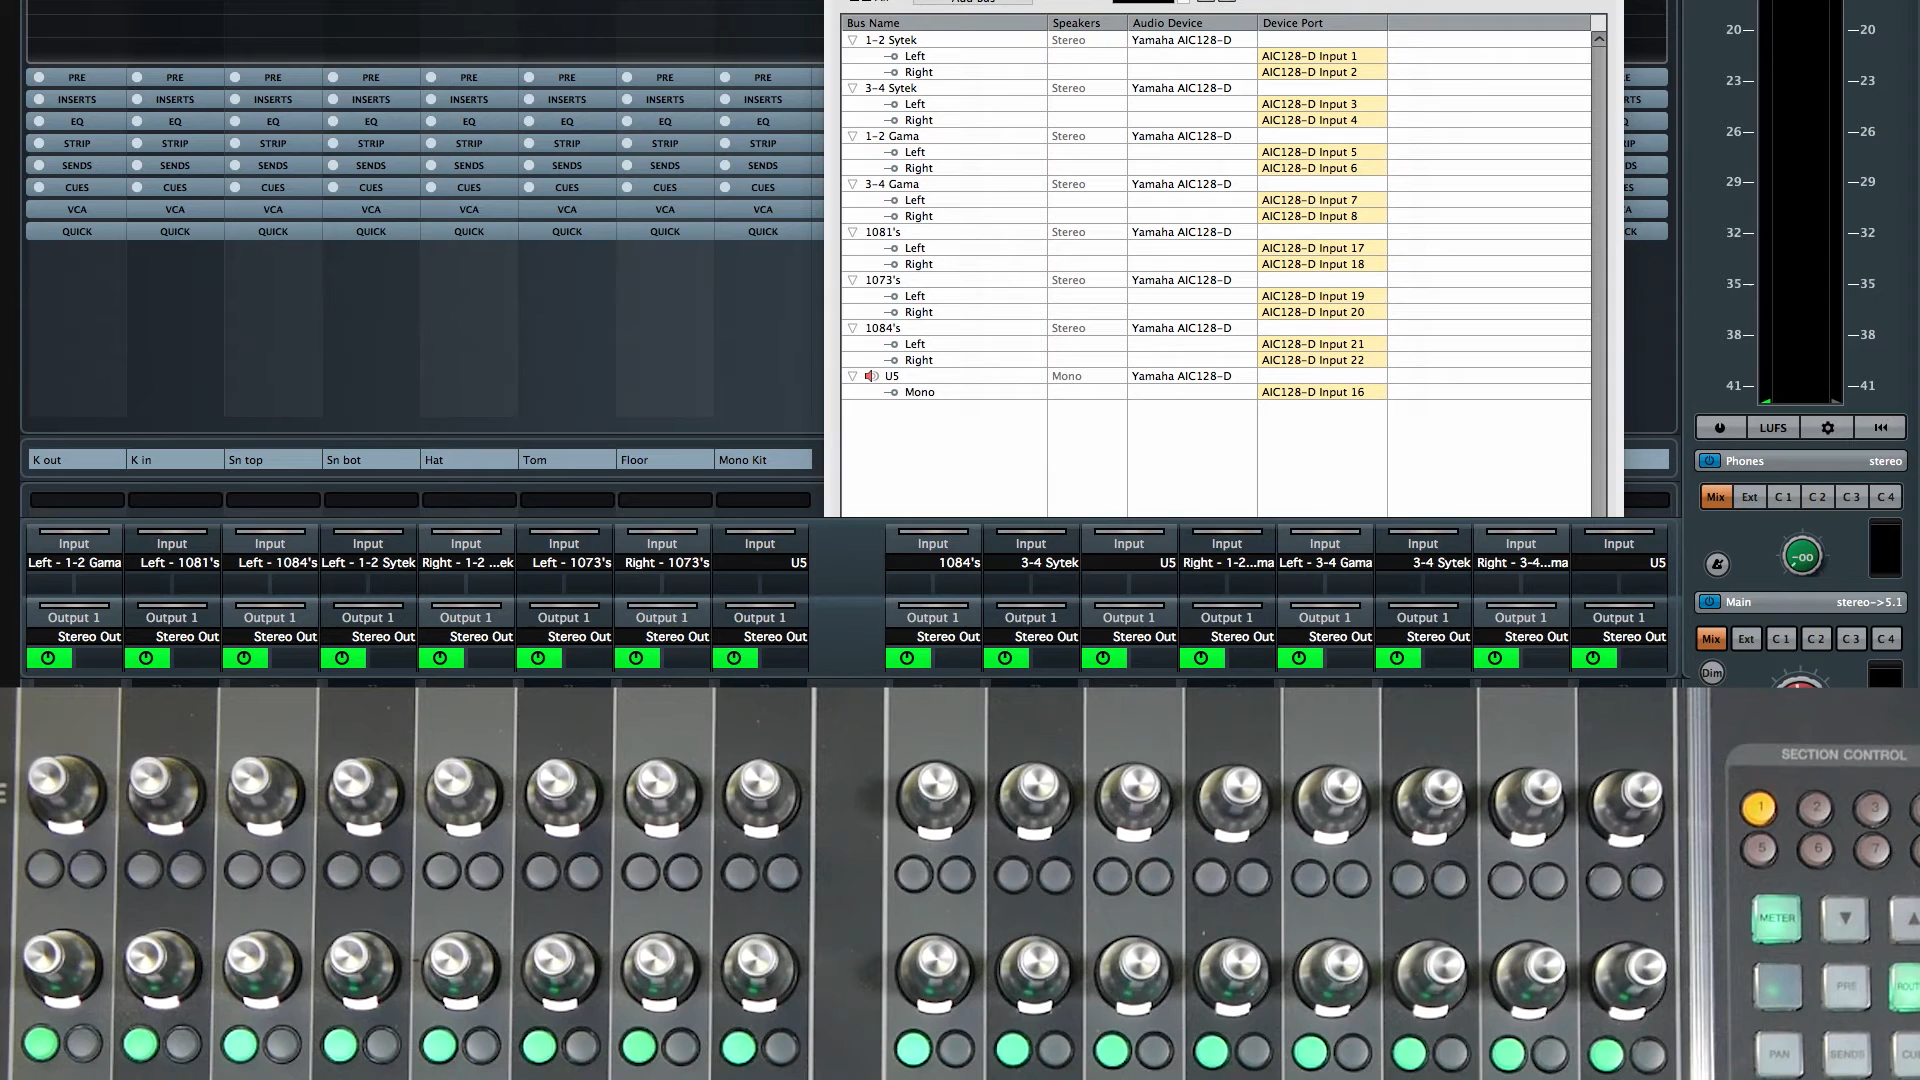 Bus Name Speakers Audio Device Device Port
1-2 Sytek Stereo Yamaha AIC128-D
Left AIC128-D Input 1
Right AIC128-D Input 2
3-4 Sytek Stereo Yamaha AIC128-D
Left AIC128-D Input 3
Right AIC128-D Input 4
1-2 Gama Stereo Yamaha AIC128-D
Left AIC128-D Input 5
Right AIC128-D Input 6
3-4 Gama Stereo Yamaha AIC128-D
Left AIC128-D Input 7
Right AIC128-D Input 8
1081's Stereo Yamaha AIC128-D
Left AIC128-D Input 17
Right AIC128-D Input 18
1073's Stereo Yamaha AIC128-D
Left AIC128-D Input 19
Right AIC128-D Input 20
1084's Stereo Yamaha AIC128-D
Left AIC128-D Input 21
Right AIC128-D Input 22
U5 Mono Yamaha AIC128-D
Mono AIC128-D Input 16
PRE PRE PRE PRE PRE PRE PRE PRE
INSERTS INSERTS INSERTS INSERTS INSERTS INSERTS INSERTS INSERTS
EQ EQ EQ EQ EQ EQ EQ EQ
STRIP STRIP STRIP STRIP STRIP STRIP STRIP STRIP
SENDS SENDS SENDS SENDS SENDS SENDS SENDS SENDS
CUES CUES CUES CUES CUES CUES CUES CUES
VCA VCA VCA VCA VCA VCA VCA VCA
QUICK QUICK QUICK QUICK QUICK QUICK QUICK QUICK
20 20
23 23
26 26
29 29
32 32
35 35
38 38
41 41
LUFS
K out K in Sn top Sn bot Hat Tom Floor Mono Kit
Phones stereo
Mix Ext C 1 C 2 C 3 C 4
Input Input Input Input Input Input Input Input Input Input Input Input Input Input Input Input
Left - 1-2 Gama Left - 1081's Left - 1084's Left - 1-2 Sytek Right - 1-2 ...ek Left - 1073's Right - 1073's U5 1084's 3-4 Sytek U5 Right - 1-2...ma Left - 3-4 Gama 3-4 Sytek Right - 3-4...ma U5
-oo
Output 1 Output 1 Output 1 Output 1 Output 1 Output 1 Output 1 Output 1 Output 1 Output 1 Output 1 Output 1 Output 1 Output 1 Output 1 Output 1
Stereo Out Stereo Out Stereo Out Stereo Out Stereo Out Stereo Out Stereo Out Stereo Out Stereo Out Stereo Out Stereo Out Stereo Out Stereo Out Stereo Out Stereo Out Stereo Out
Main stereo->5.1
Mix Ext C 1 C 2 C 3 C 4
Dim
SECTION CONTROL
1 2 3
5 6 7
METER
PRE
PAN SENDS